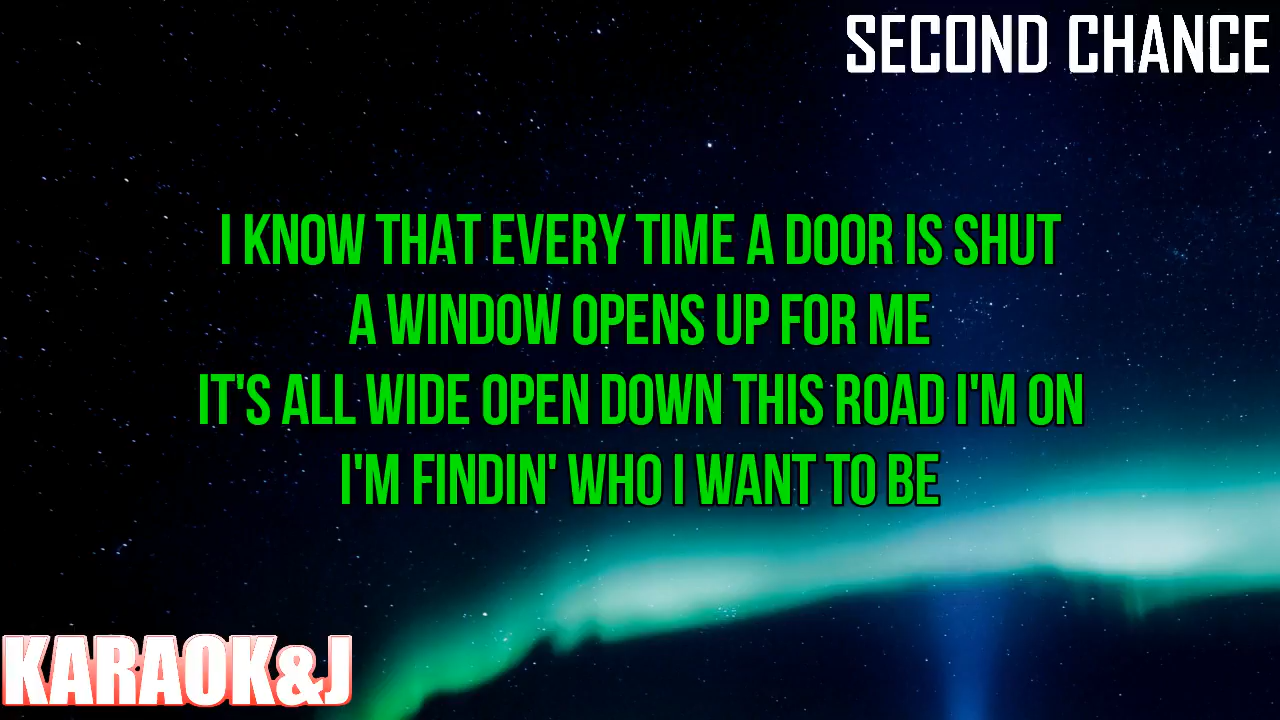 SECOND CHANCE
I KNOW THAT EVERY TIME A DOOR IS SHUT
A WINDOW OPENS UP FOR ME
IT'S ALL WIDE OPEN DOWN THIS ROAD I'M ON
I'M FINDIN' WHO I WANT TO BE
KARAOK&J